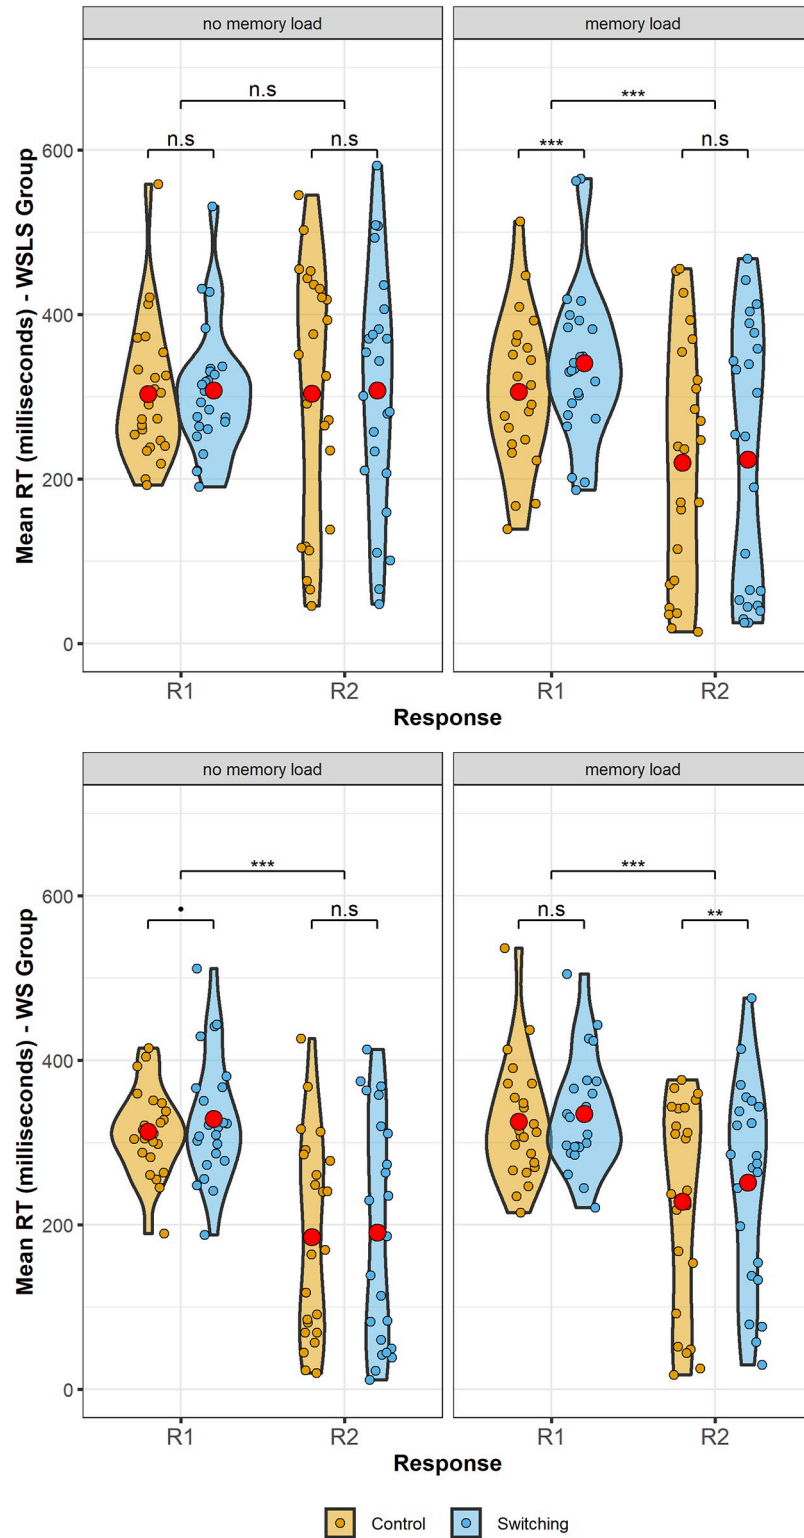 no memory load
memory load
Mean RT (milliseconds) - WSLS Group
600
400
200
0
n.s
n.s
n.s
***
***
n.s
R1
R2
R1
R2
Response
no memory load
memory load
Mean RT (milliseconds) - WS Group
600
400
200
0
***
•
n.s
***
n.s
**
R1
R2
R1
R2
Response
Control
Switching